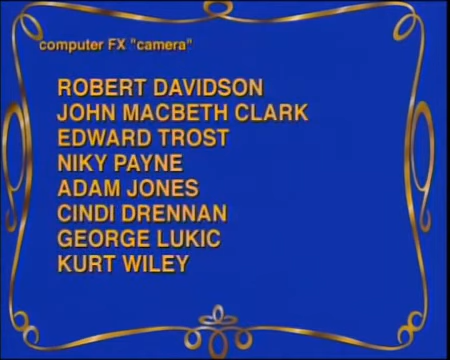 computer FX "camera"
ROBERT DAVIDSON
JOHN MACBETH CLARK
EDWARD TROST
NIKY PAYNE
ADAM JONES
CINDI DRENNAN
GEORGE LUKIC
KURT WILEY